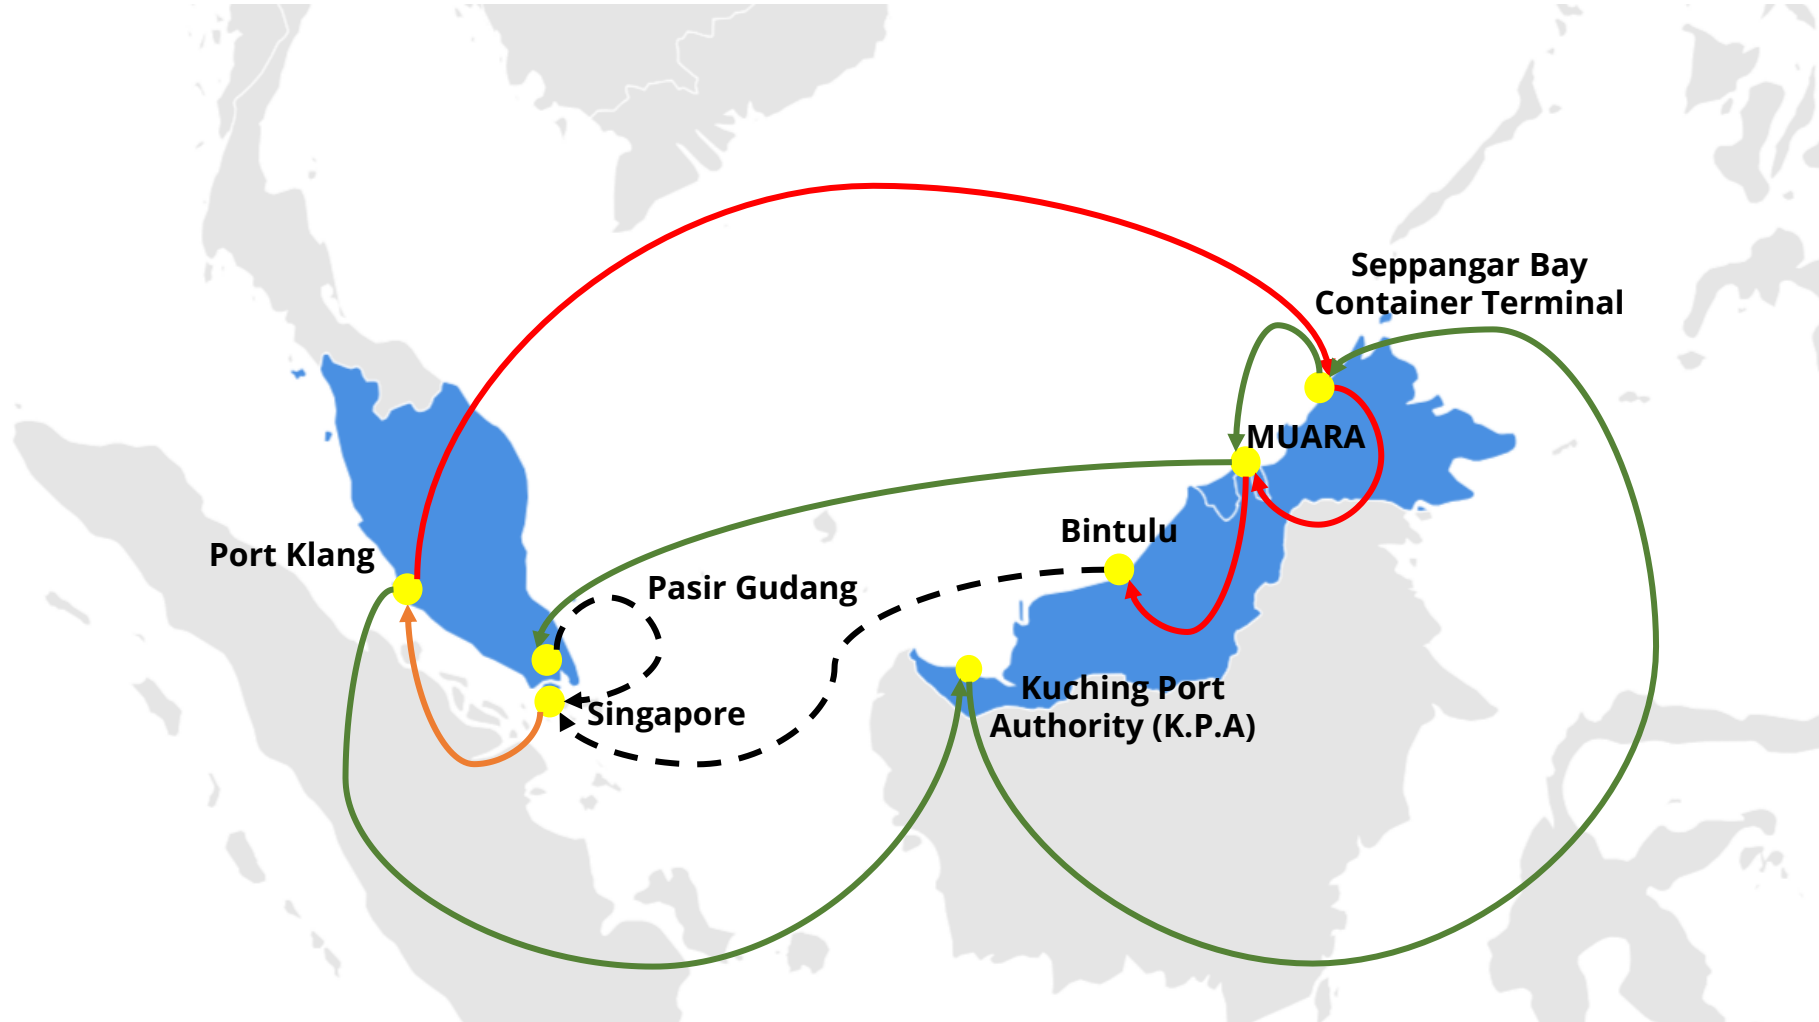 Seppangar Bay
Container Terminal
MUARA
Bintulu
Port Klang
Pasir Gudang
Kuching Port
Authority (K.P.A)
Singapore